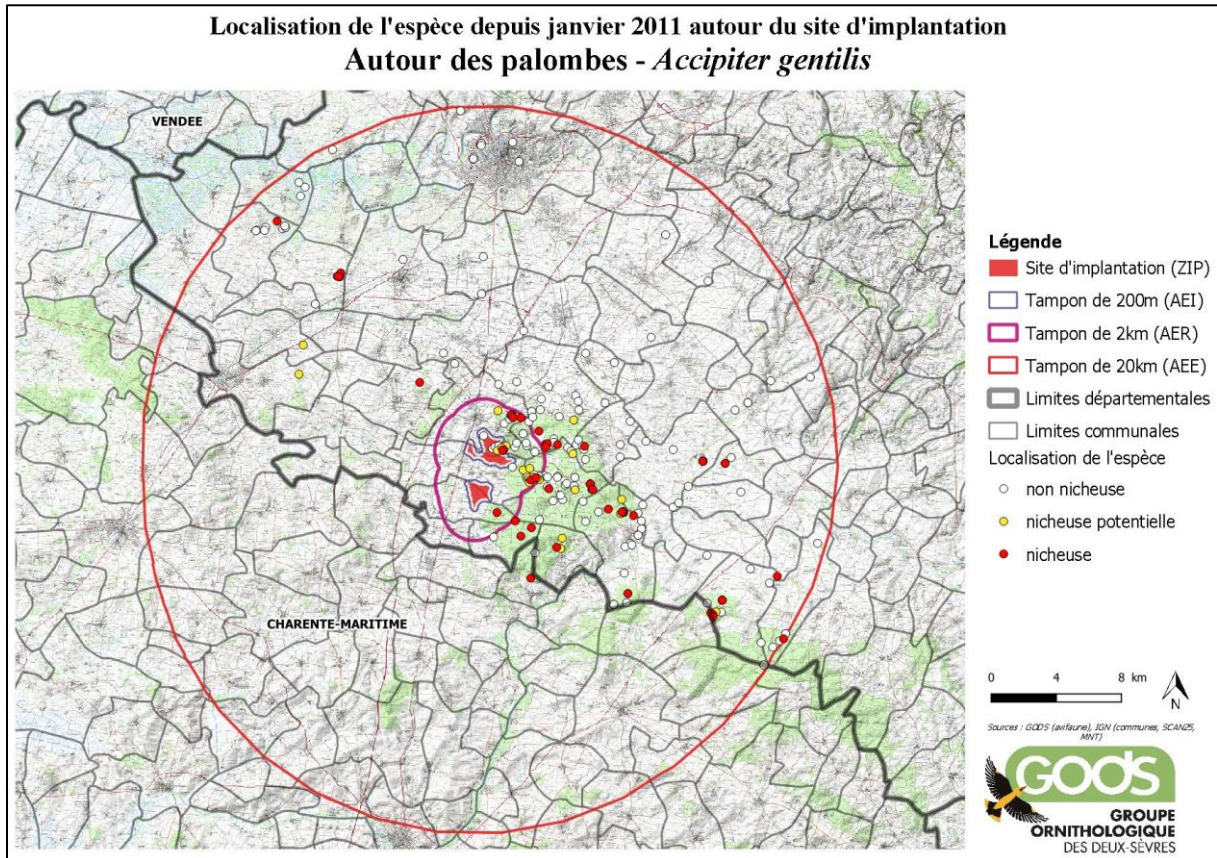 Localisation de l'espèce depuis janvier 2011 autour du site d'implantation
Autour des palombes - Accipiter gentilis
VENDEE
CHARENTE-MARITIME
Légende
Site d'implantation (ZIP)
Tampon de 200m (AEI)
Tampon de 2km (AER)
Tampon de 20km (AEE)
Limites départementales
Limites communales
Localisation de l'espèce
non nicheuse
nicheuse potentielle
nicheuse
0 4 8 km
N
Sources : GODS (avifaune), IGN (communes, SCAN25,
MNT)
GODS
GROUPE
ORNITHOLOGIQUE
DES DEUX-SÈVRES